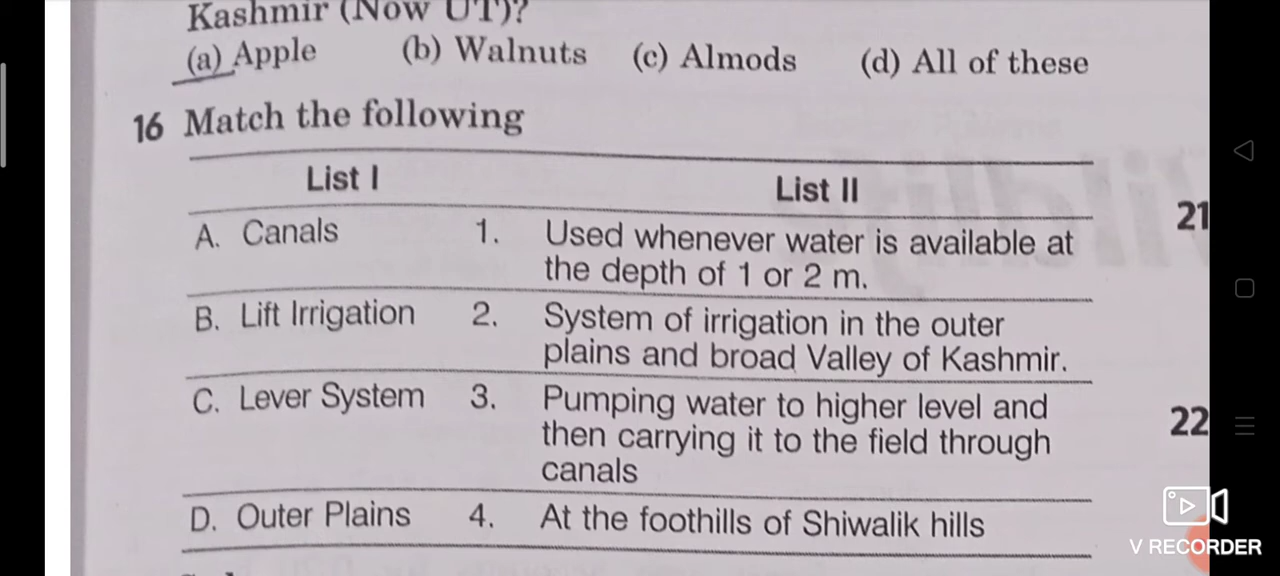 Kashmir (Now UT)?
(a) Apple (b) Walnuts (c) Almods (d) All of these
16 Match the following
List I List II
A. Canals 1. Used whenever water is available at
the depth of 1 or 2 m.
B. Lift Irrigation 2. System of irrigation in the outer
plains and broad Valley of Kashmir.
C. Lever System 3. Pumping water to higher level and
then carrying it to the field through
canals
D. Outer Plains 4. At the foothills of Shiwalik hills
21
22
V RECORDER